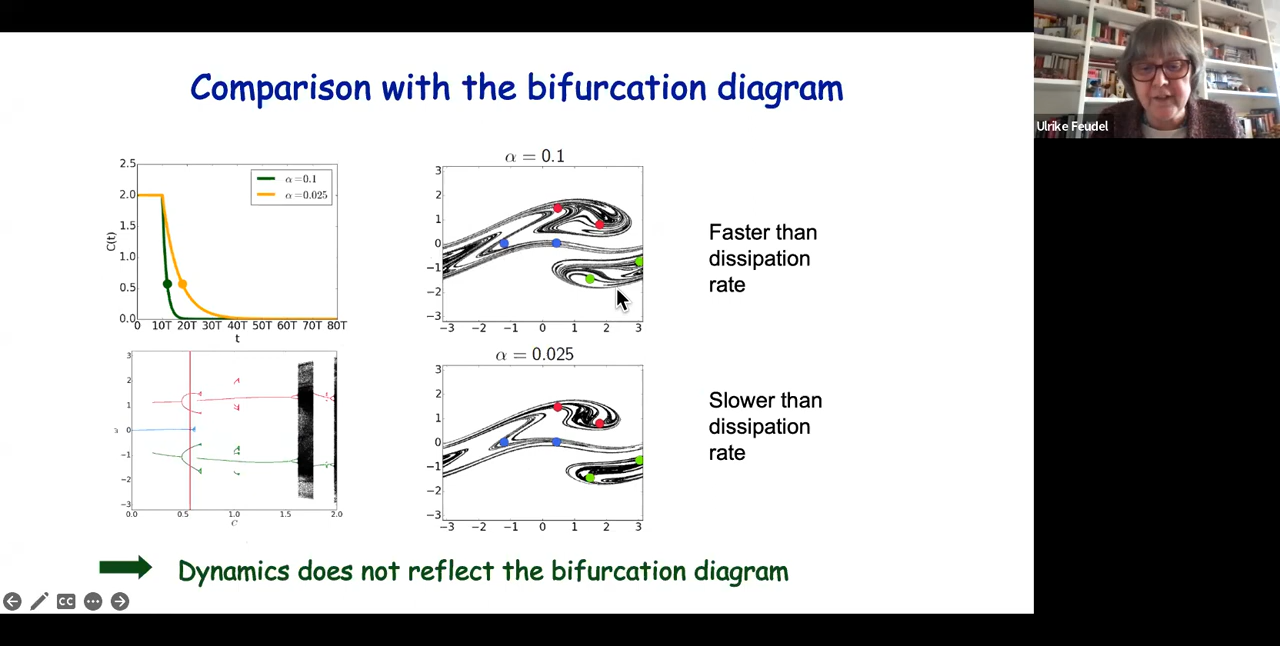 Comparison with the bifurcation diagram
Ulrike Feudel
2.5
2.0
1.5
1.0
0.5
0.0
C(t)
0 10T 20T 30T 40T 50T 60T 70T 80T
t
α=0.1
α=0.025
α = 0.1
3
2
1
0
−1
−2
−3
−3 −2 −1 0 1 2 3
Faster than
dissipation
rate
3
2
1
0
−1
−2
−3
0.0 0.5 1.0 1.5 2.0
C
α = 0.025
3
2
1
0
−1
−2
−3
−3 −2 −1 0 1 2 3
Slower than
dissipation
rate
Dynamics does not reflect the bifurcation diagram
CC